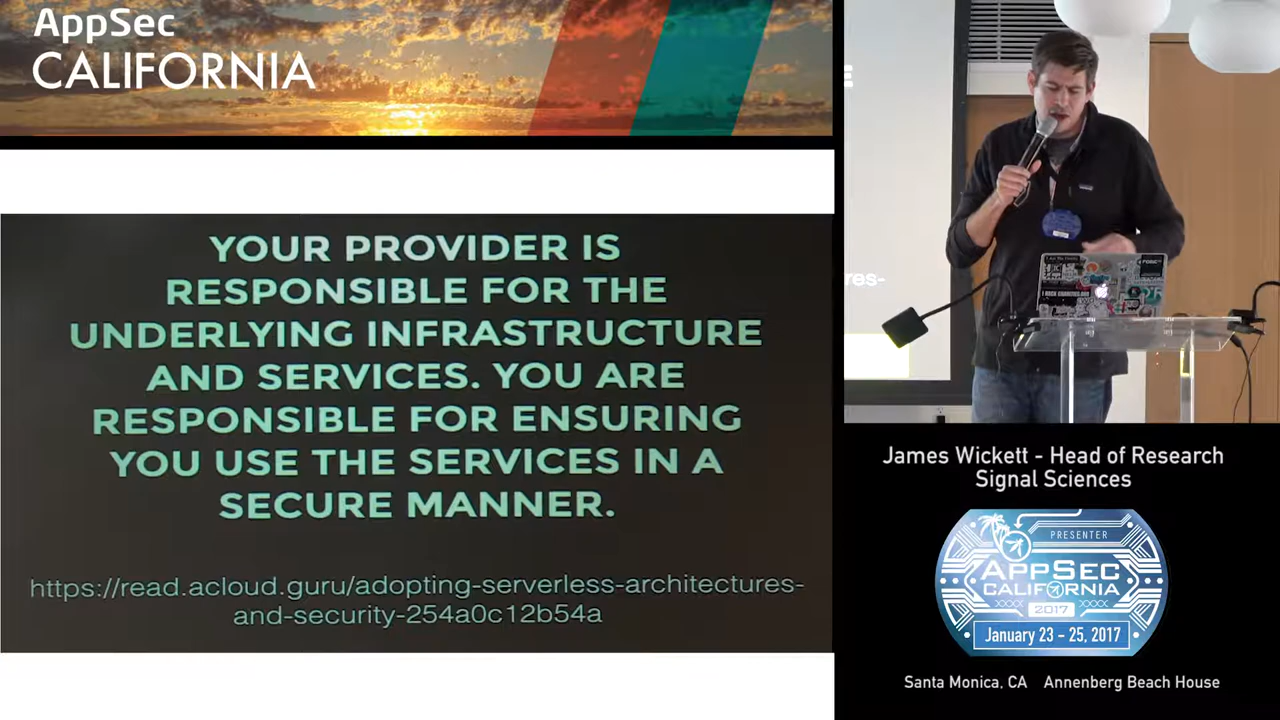 AppSec
CALIFORNIA
YOUR PROVIDER IS
RESPONSIBLE FOR THE
UNDERLYING INFRASTRUCTURE
AND SERVICES. YOU ARE
RESPONSIBLE FOR ENSURING
YOU USE THE SERVICES IN A
SECURE MANNER.
https://read.acloud.guru/adopting-serverless-architectures-
and-security-254a0c12b54a
E
res-
James Wickett - Head of Research
Signal Sciences
PRESENTER
APPSEC
CALIFORNIA
2017
January 23 - 25, 2017
Santa Monica, CA Annenberg Beach House